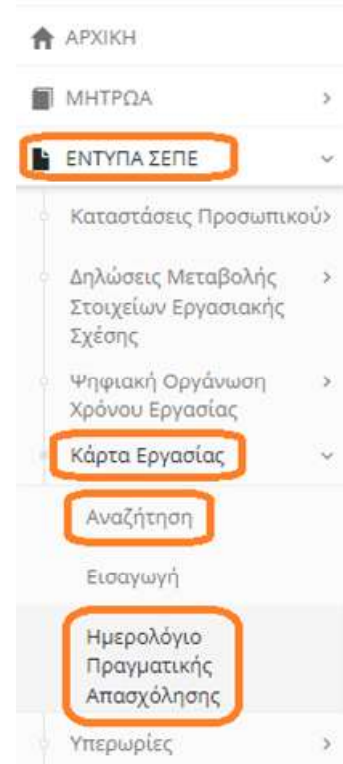 ΑΡΧΙΚΗ
ΜΗΤΡΩΑ
ΕΝΤΥΠΑ ΣΕΠΕ
Καταστάσεις Προσωπικού
Δηλώσεις Μεταβολής
Στοιχείων Εργασιακής
Σχέσης
Ψηφιακή Οργάνωση
Χρόνου Εργασίας
Κάρτα Εργασίας
Αναζήτηση
Εισαγωγή
Ημερολόγιο
Πραγματικής
Απασχόλησης
Υπερωρίες